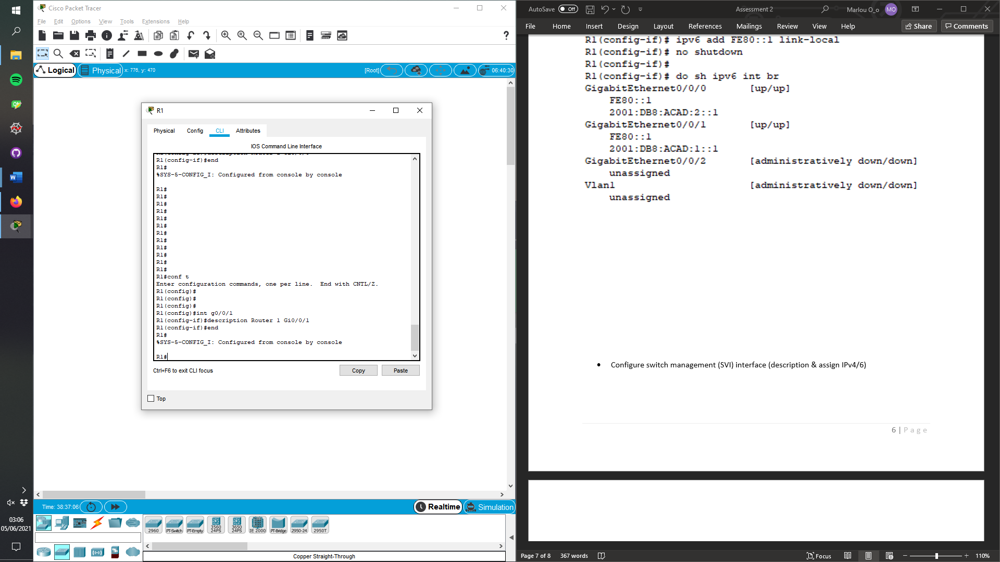 Cisco Packet Tracer
File Edit Options View Tools Extensions Help
?
Logical Physical x: 776, y: 470 [Root] 06:40:30
R1
Physical Config CLI Attributes
IOS Command Line Interface
R1(config-if)#end
R1#
%SYS-5-CONFIG_I: Configured from console by console
R1#
R1#
R1#
R1#
R1#
R1#
R1#
R1#
R1#
R1#
R1#
R1#
R1#conf t
Enter configuration commands, one per line. End with CNTL/Z.
R1(config)#
R1(config)#
R1(config)#
R1(config)#int g0/0/1
R1(config-if)#description Router 1 Gi0/0/1
R1(config-if)#end
R1#
%SYS-5-CONFIG_I: Configured from console by console
R1#
Ctrl+F6 to exit CLI focus Copy Paste
Top
Time: 38:37:06 Realtime Simulation
2960 PT-Switch PT-Empty 3560 24PS 3650 24PS IE 2000 PT-Bridge 2950-24 2950T
Copper Straight-Through
03:06
05/06/2021
AutoSave Off Assessment 2 Marlou O_o MO
File Home Insert Design Layout References Mailings Review View Help Share Comments
R1(config-if)# ipv6 add FE80::1 link-local
R1(config-if)# no shutdown
R1(config-if)#
R1(config-if)# do sh ipv6 int br
GigabitEthernet0/0/0 [up/up]
FE80::1
2001:DB8:ACAD:2::1
GigabitEthernet0/0/1 [up/up]
FE80::1
2001:DB8:ACAD:1::1
GigabitEthernet0/0/2 [administratively down/down]
unassigned
Vlan1 [administratively down/down]
unassigned
• Configure switch management (SVI) interface (description & assign IPv4/6)
6 | Page
Page 7 of 8 367 words Focus 110%